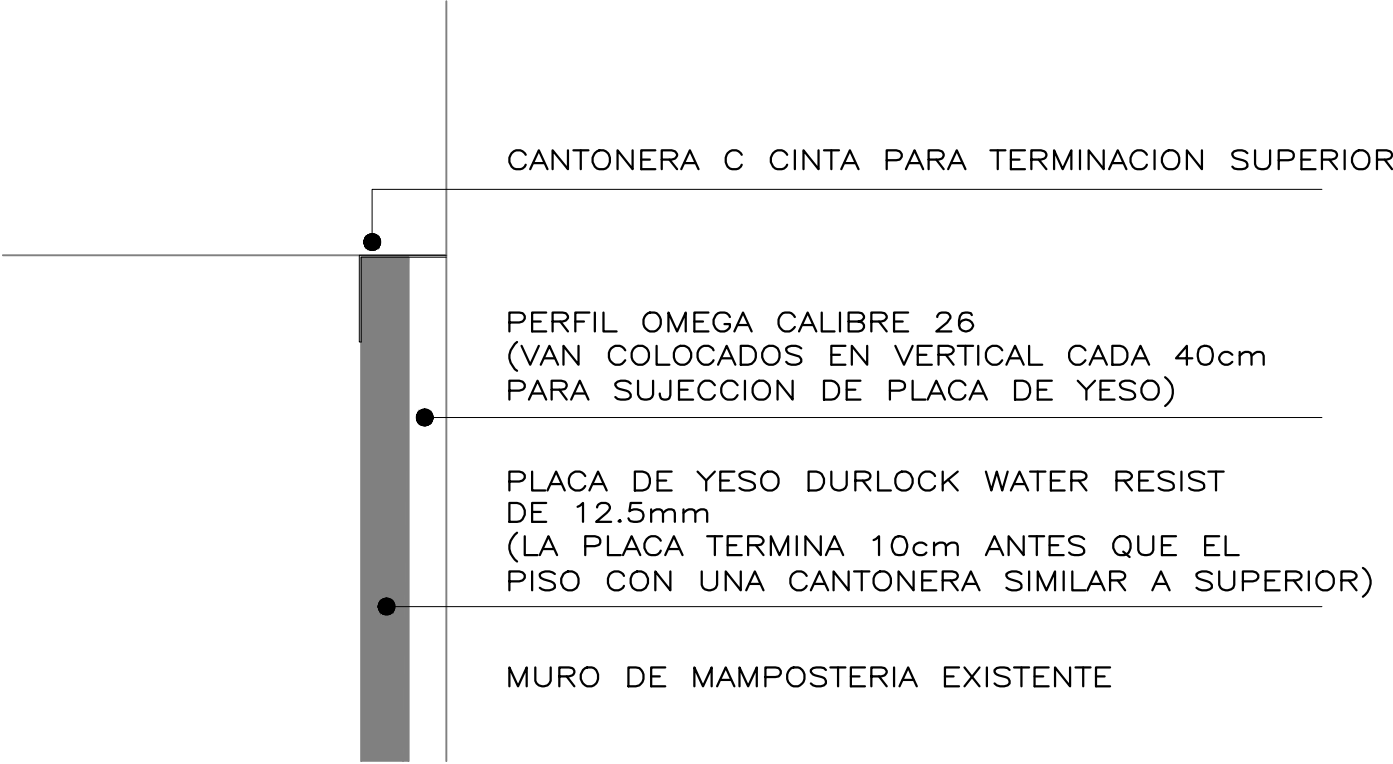 CANTONERA C CINTA PARA TERMINACION SUPERIOR
PERFIL OMEGA CALIBRE 26
(VAN COLOCADOS EN VERTICAL CADA 40cm
PARA SUJECCION DE PLACA DE YESO)
PLACA DE YESO DURLOCK WATER RESIST
DE 12.5mm
(LA PLACA TERMINA 10cm ANTES QUE EL
PISO CON UNA CANTONERA SIMILAR A SUPERIOR)
MURO DE MAMPOSTERIA EXISTENTE